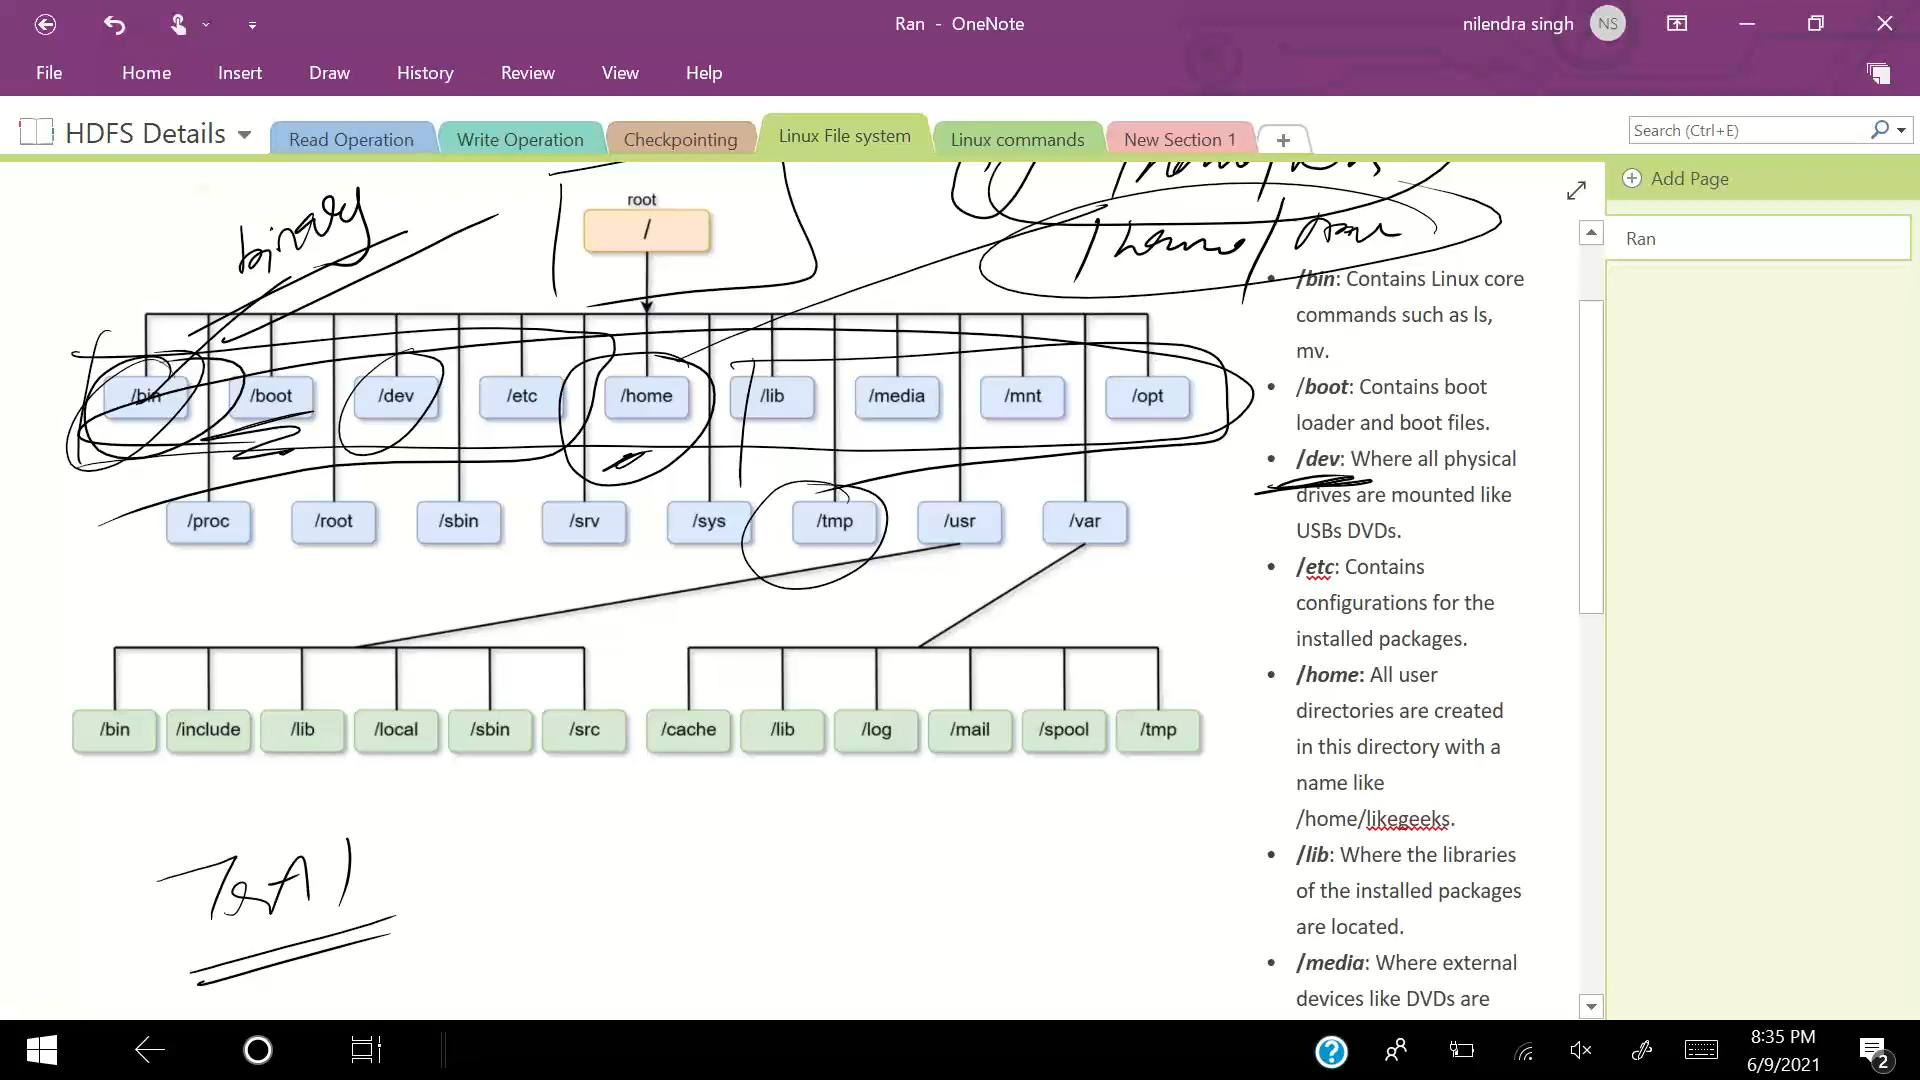 Ran - OneNote
nilendra singh
NS
File Home Insert Draw History Review View Help
HDFS Details
Read Operation
Write Operation
Checkpointing
Linux File system
Linux commands
New Section 1
Search (Ctrl+E)
Add Page
Ran
binary
root
/
/bin /boot /dev /etc /home /lib /media /mnt /opt
/proc /root /sbin /srv /sys /tmp /usr /var
/bin /include /lib /local /sbin /src /cache /lib /log /mail /spool /tmp
/bin: Contains Linux core
commands such as ls,
mv.
/boot: Contains boot
loader and boot files.
/dev: Where all physical
drives are mounted like
USBs DVDs.
/etc: Contains
configurations for the
installed packages.
/home: All user
directories are created
in this directory with a
name like
/home/likegeeks.
/lib: Where the libraries
of the installed packages
are located.
/media: Where external
devices like DVDs are
8:35 PM
6/9/2021
2